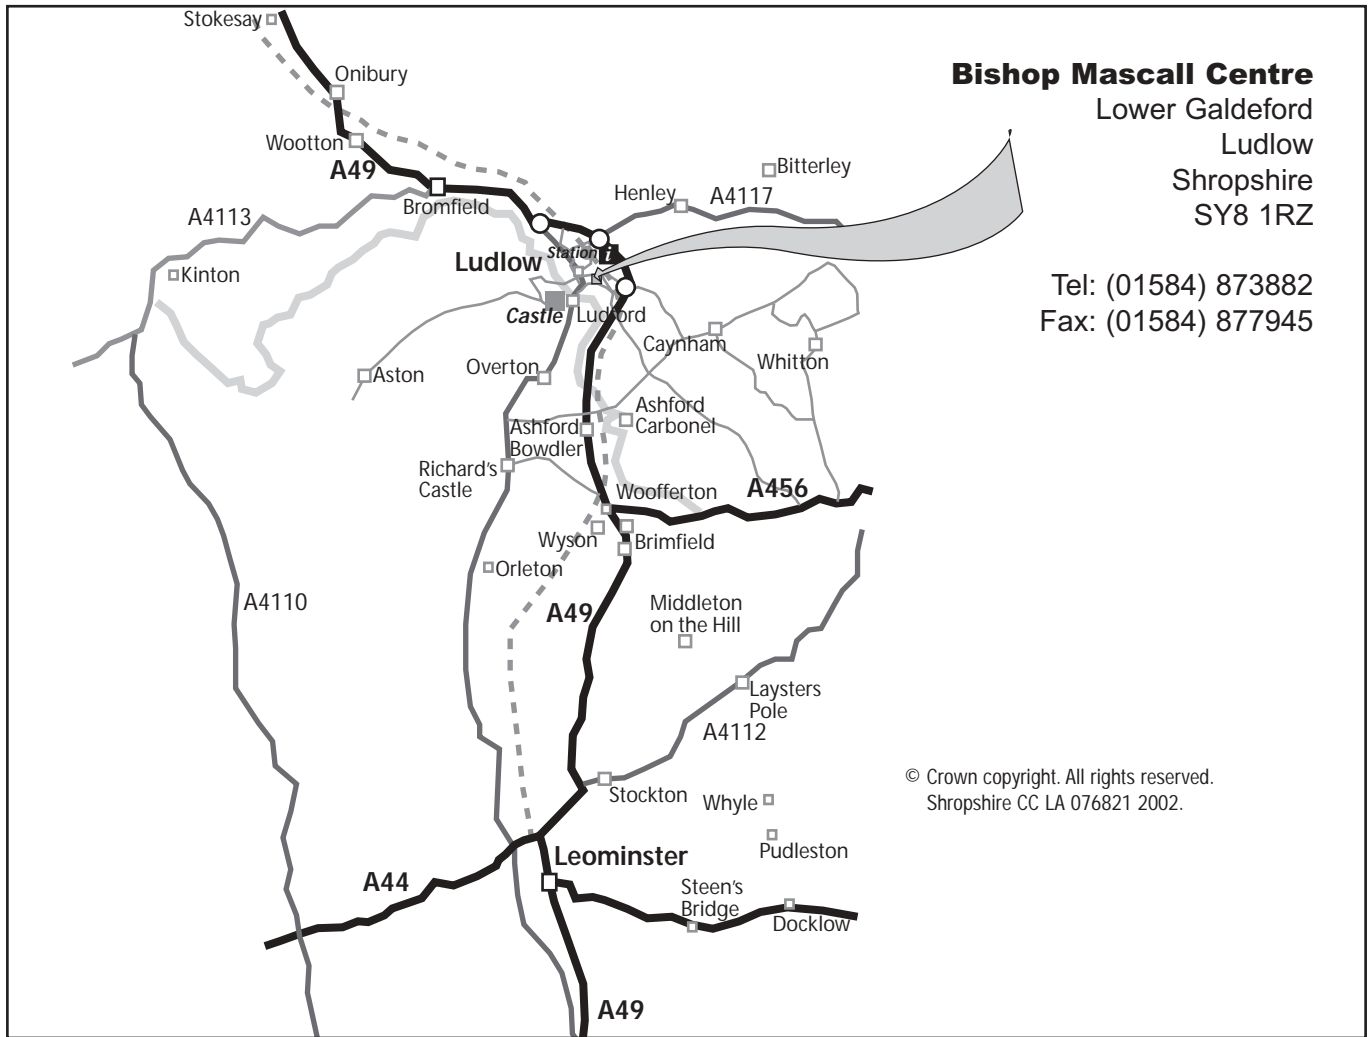 Stokesay
Onibury
Wootton
A49
Bromfield
A4113
Kinton
Bishop Mascall Centre
Lower Galdeford
Ludlow
Shropshire
SY8 1RZ
Tel: (01584) 873882
Fax: (01584) 877945
Bitterley
Henley
A4117
Station
i
Ludlow
Castle
Ludford
Caynham
Whitton
Aston
Overton
Ashford
Carbonel
Ashford
Bowdler
Richard's
Castle
Woofferton
A456
Wyson
Brimfield
Orleton
A4110
A49
Middleton
on the Hill
Laysters
Pole
A4112
Stockton
Whyle
Pudleston
© Crown copyright. All rights reserved.
Shropshire CC LA 076821 2002.
Leominster
A44
Steen's
Bridge
Docklow
A49